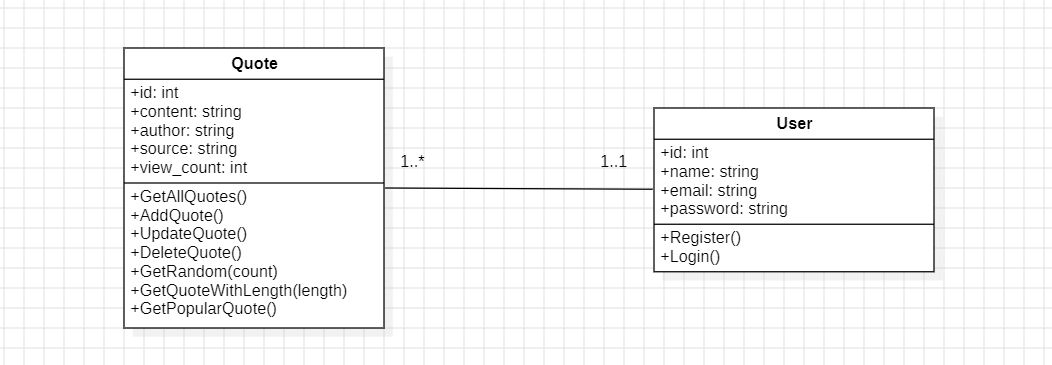 Quote
+id: int
+content: string
+author: string
+source: string
+view_count: int
+GetAllQuotes()
+AddQuote()
+UpdateQuote()
+DeleteQuote()
+GetRandom(count)
+GetQuoteWithLength(length)
+GetPopularQuote()
1..*
1..1
User
+id: int
+name: string
+email: string
+password: string
+Register()
+Login()